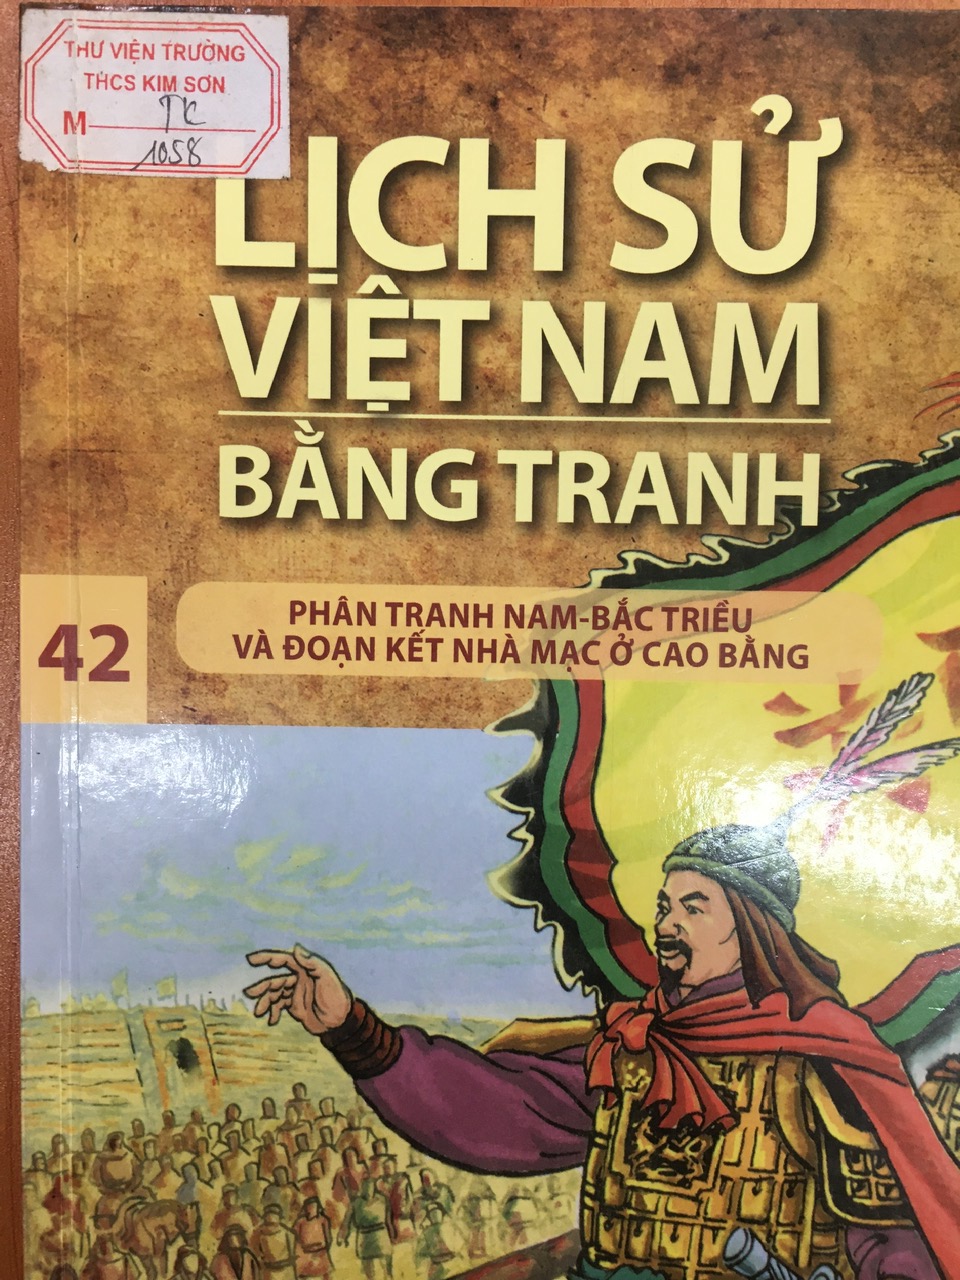 THƯ VIỆN TRƯỜNG
THCS KIM SƠN
M TK
1058
LỊCH SỬ
VIỆT NAM
BẰNG TRANH
42
PHÂN TRANH NAM-BẮC TRIỀU
VÀ ĐOẠN KẾT NHÀ MẠC Ở CAO BẰNG